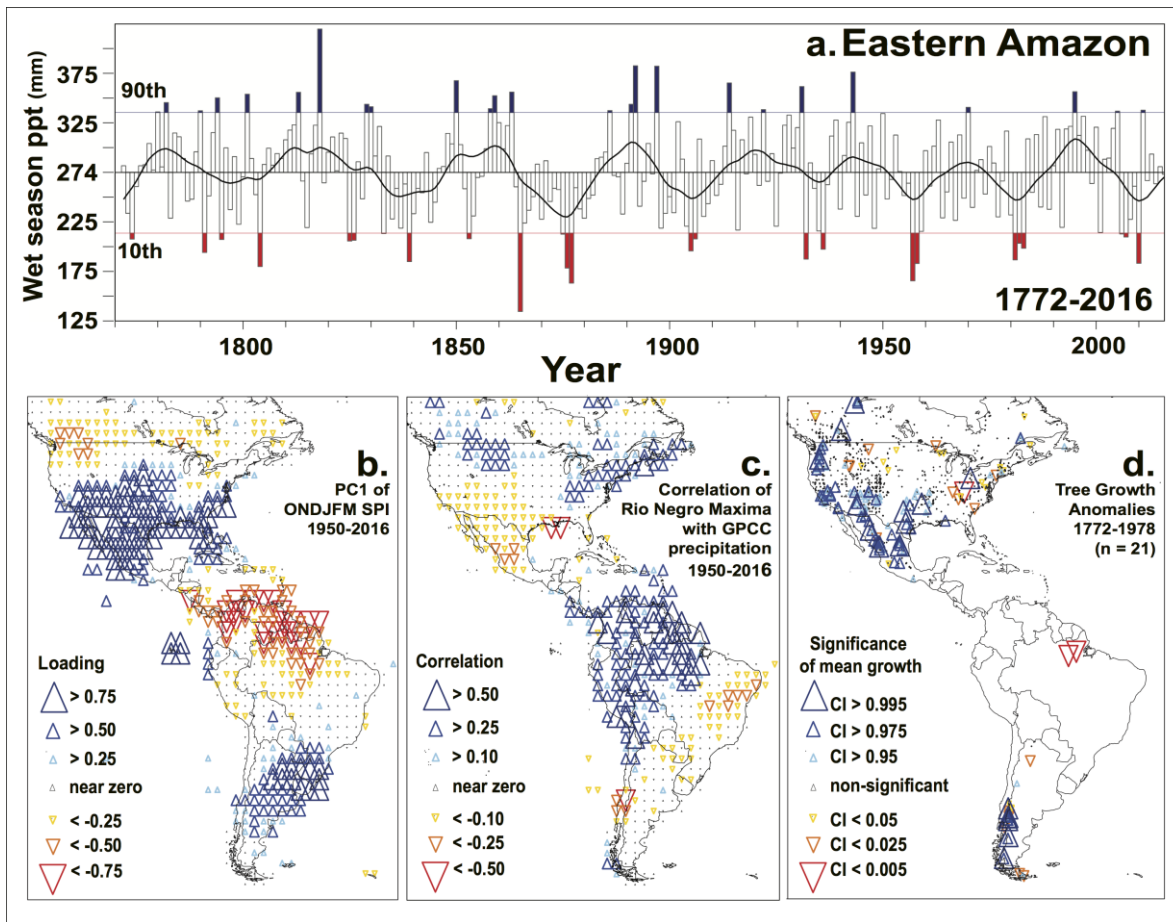 a. Eastern Amazon
Wet season ppt (mm)
375
325
274
225
175
125
90th
10th
1772-2016
1800
1850
1900
1950
2000
Year
b.
PC1 of
ONDJFM SPI
1950-2016
Loading
> 0.75
> 0.50
> 0.25
near zero
< -0.25
< -0.50
< -0.75
c.
Correlation of
Rio Negro Maxima
with GPCC
precipitation
1950-2016
Correlation
> 0.50
> 0.25
> 0.10
near zero
< -0.10
< -0.25
< -0.50
d.
Tree Growth
Anomalies
1772-1978
(n = 21)
Significance
of mean growth
CI > 0.995
CI > 0.975
CI > 0.95
non-significant
CI < 0.05
CI < 0.025
CI < 0.005